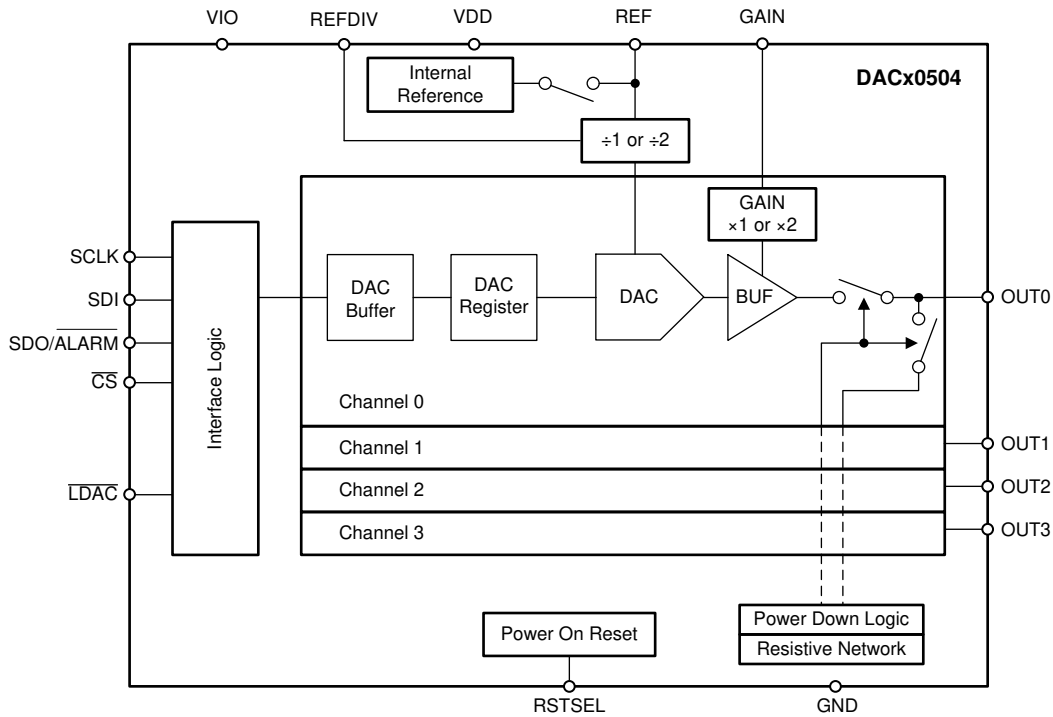 VIO
REFDIV
VDD
REF
GAIN
Internal
Reference
DACx0504
÷1 or ÷2
GAIN
×1 or ×2
SCLK
SDI
SDO/ALARM
CS
LDAC
Interface Logic
DAC
Buffer
DAC
Register
DAC
BUF
OUT0
Channel 0
Channel 1
OUT1
Channel 2
OUT2
Channel 3
OUT3
Power On Reset
Power Down Logic
Resistive Network
RSTSEL
GND